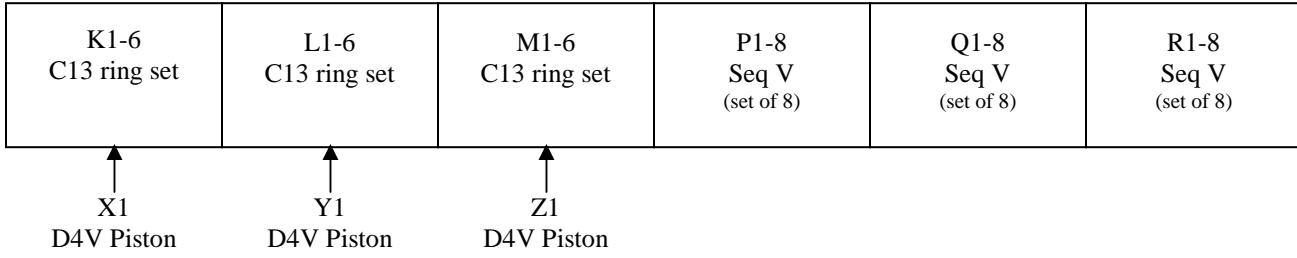 K1-6
C13 ring set
L1-6
C13 ring set
M1-6
C13 ring set
P1-8
Seq V
(set of 8)
Q1-8
Seq V
(set of 8)
R1-8
Seq V
(set of 8)
X1
D4V Piston
Y1
D4V Piston
Z1
D4V Piston